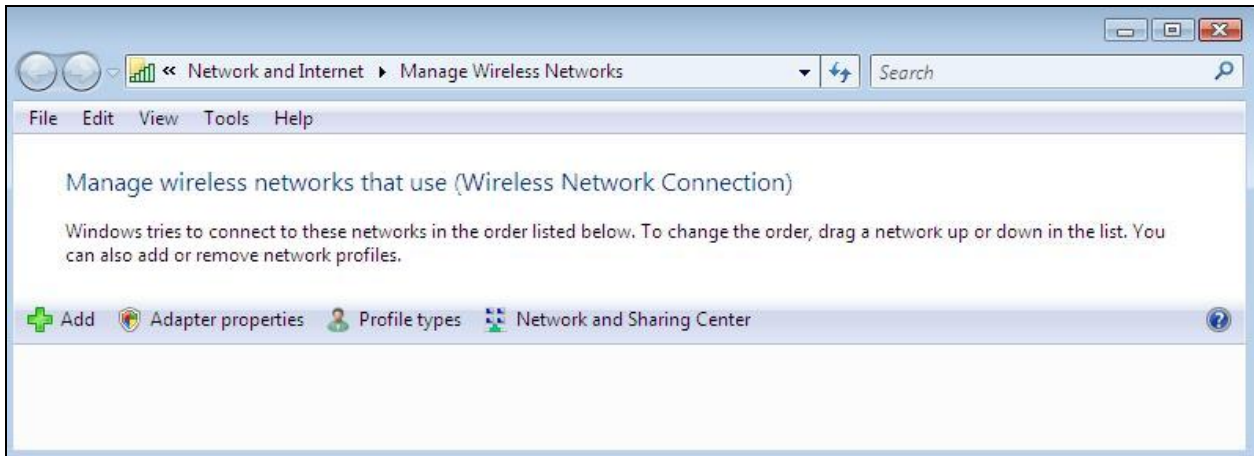 « Network and Internet ▸ Manage Wireless Networks Search
File Edit View Tools Help
Manage wireless networks that use (Wireless Network Connection)
Windows tries to connect to these networks in the order listed below. To change the order, drag a network up or down in the list. You
can also add or remove network profiles.
Add Adapter properties Profile types Network and Sharing Center